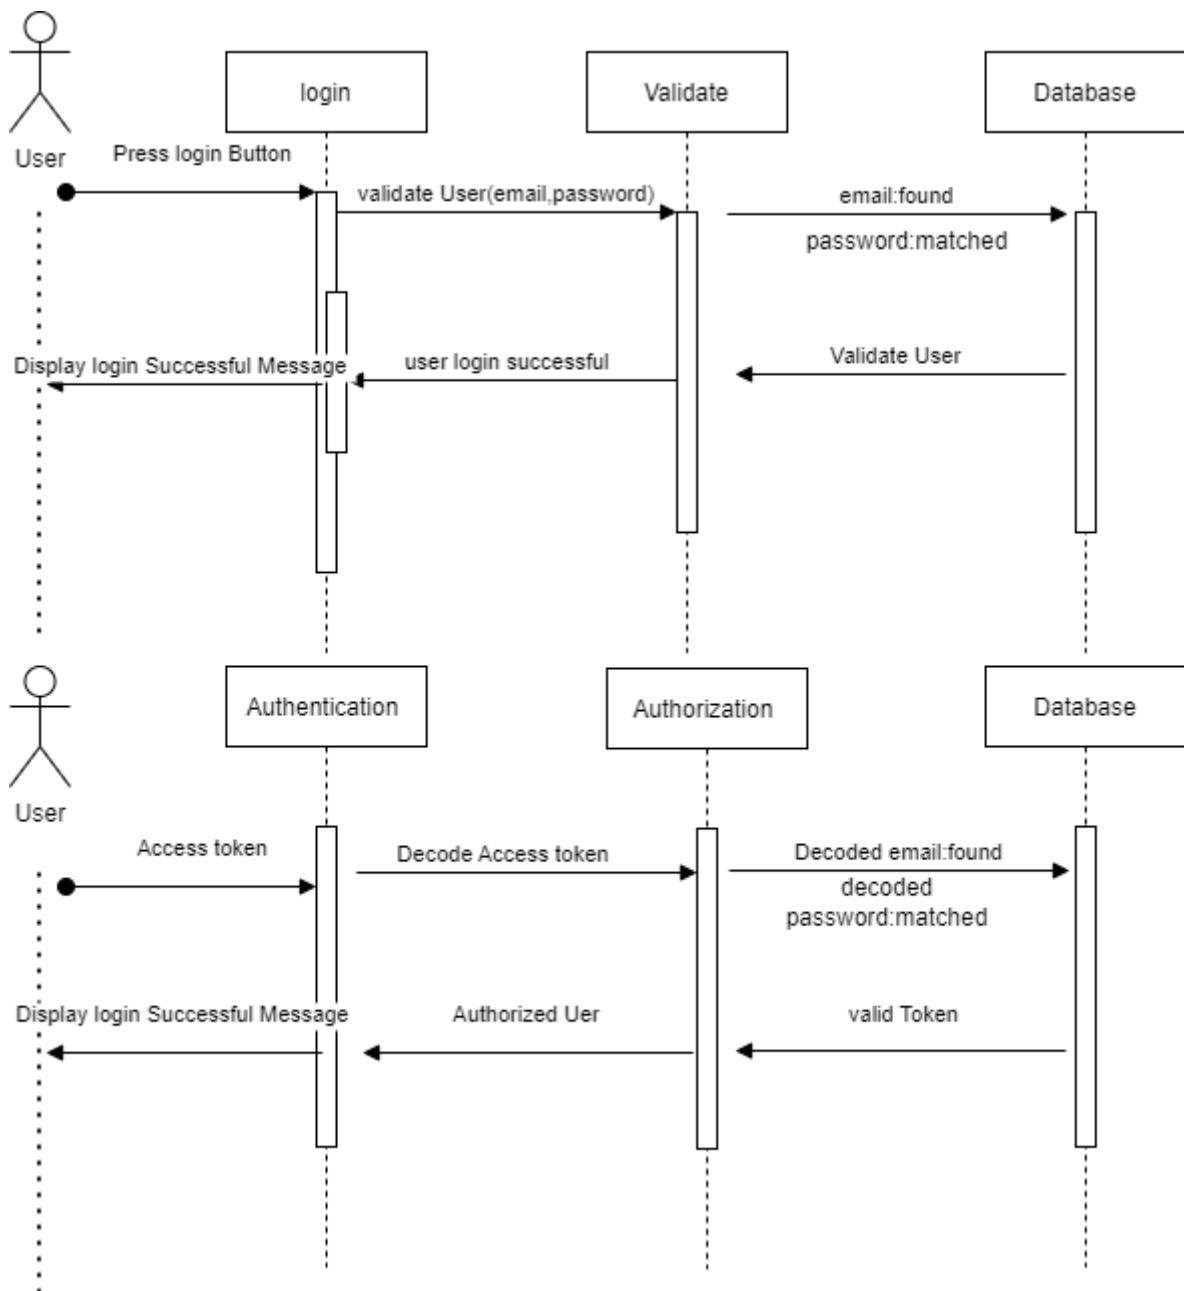 login
Validate
Database
User
Press login Button
validate User(email,password)
email:found
password:matched
Display login Successful Message
user login successful
Validate User
Authentication
Authorization
Database
User
Access token
Decode Access token
Decoded email:found
decoded
password:matched
Display login Successful Message
Authorized Uer
valid Token